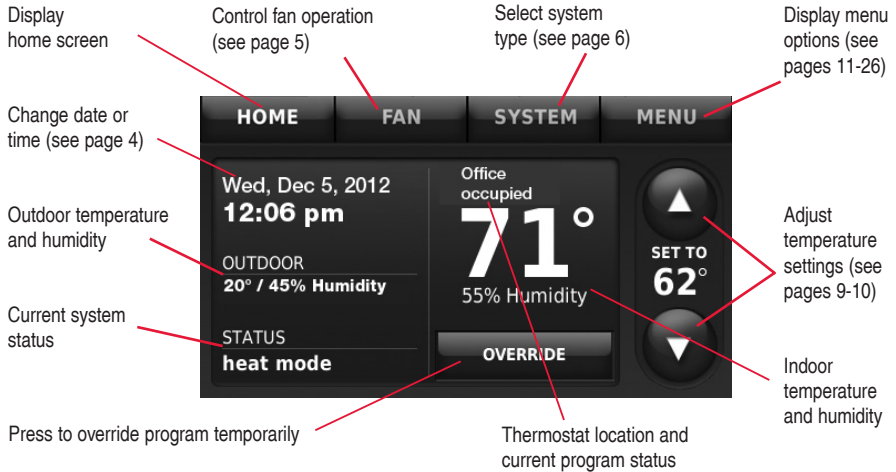 Display
home screen
Control fan operation
(see page 5)
Select system
type (see page 6)
Display menu
options (see
pages 11-26)
Change date or
time (see page 4)
Outdoor temperature
and humidity
Current system
status
HOME
FAN
SYSTEM
MENU
Wed, Dec 5, 2012
12:06 pm
OUTDOOR
20° / 45% Humidity
STATUS
heat mode
Office
occupied
71°
55% Humidity
OVERRIDE
▲
SET TO
62°
▼
Adjust
temperature
settings (see
pages 9-10)
Indoor
temperature
and humidity
Press to override program temporarily
Thermostat location and
current program status